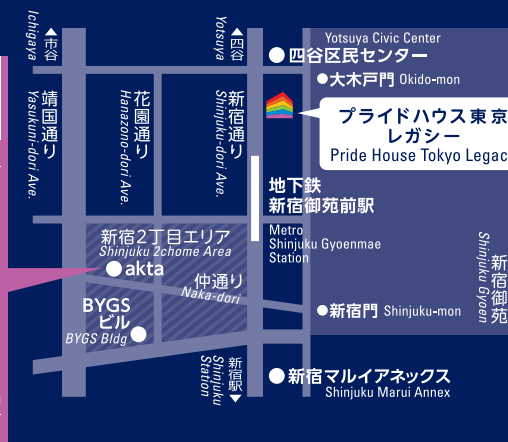 ▲市谷
Ichigaya
▲四谷
Yotsuya
Yotsuya Civic Center
四谷区民センター
大木戸門 Okido-mon
靖国通り
Yasukuni-dori Ave.
花園通り
Hanazono-dori Ave.
新宿通り
Shinjuku-dori Ave.
プライドハウス東京
レガシー
Pride House Tokyo Legac
地下鉄
新宿御苑前駅
Metro
Shinjuku Gyoenmae
Station
新宿2丁目エリア
Shinjuku 2chome Area
akta
仲通り
Naka-dori
新宿御苑
Shinjuku Gyoen
BYGS
ビル
BYGS Bldg
新宿門 Shinjuku-mon
新宿駅▼
Shinjuku
Station
新宿マルイアネックス
Shinjuku Marui Annex